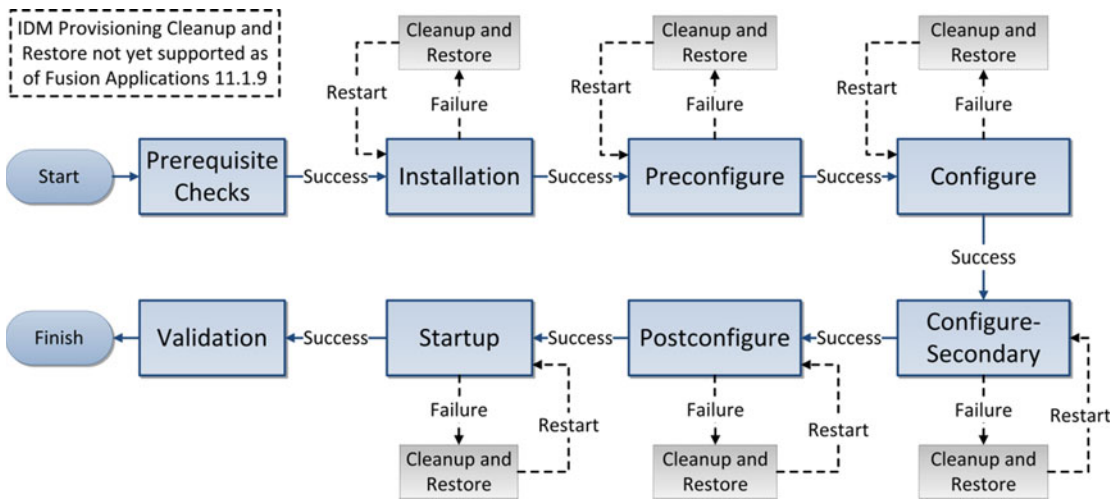 IDM Provisioning Cleanup and
Restore not yet supported as
of Fusion Applications 11.1.9
Cleanup and
Restore
Cleanup and
Restore
Cleanup and
Restore
Restart
Failure
Restart
Failure
Restart
Failure
Start
Prerequisite
Checks
Success
Installation
Success
Preconfigure
Success
Configure
Success
Finish
Validation
Success
Startup
Success
Postconfigure
Success
Configure-
Secondary
Failure
Restart
Failure
Restart
Failure
Restart
Cleanup and
Restore
Cleanup and
Restore
Cleanup and
Restore